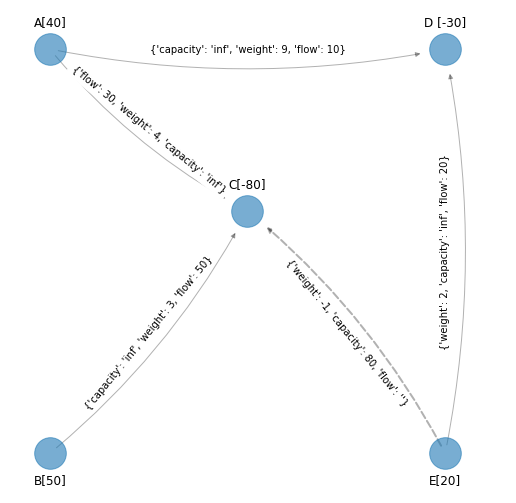 A[40]
D [-30]
{'capacity': 'inf', 'weight': 9, 'flow': 10}
{'flow': 30, 'weight': 4, 'capacity': 'inf'}
C[-80]
{'capacity': 'inf', 'weight': 3, 'flow': 50}
{'weight': -1, 'capacity': 80, 'flow': ''}
{'weight': 2, 'capacity': 'inf', 'flow': 20}
B[50]
E[20]